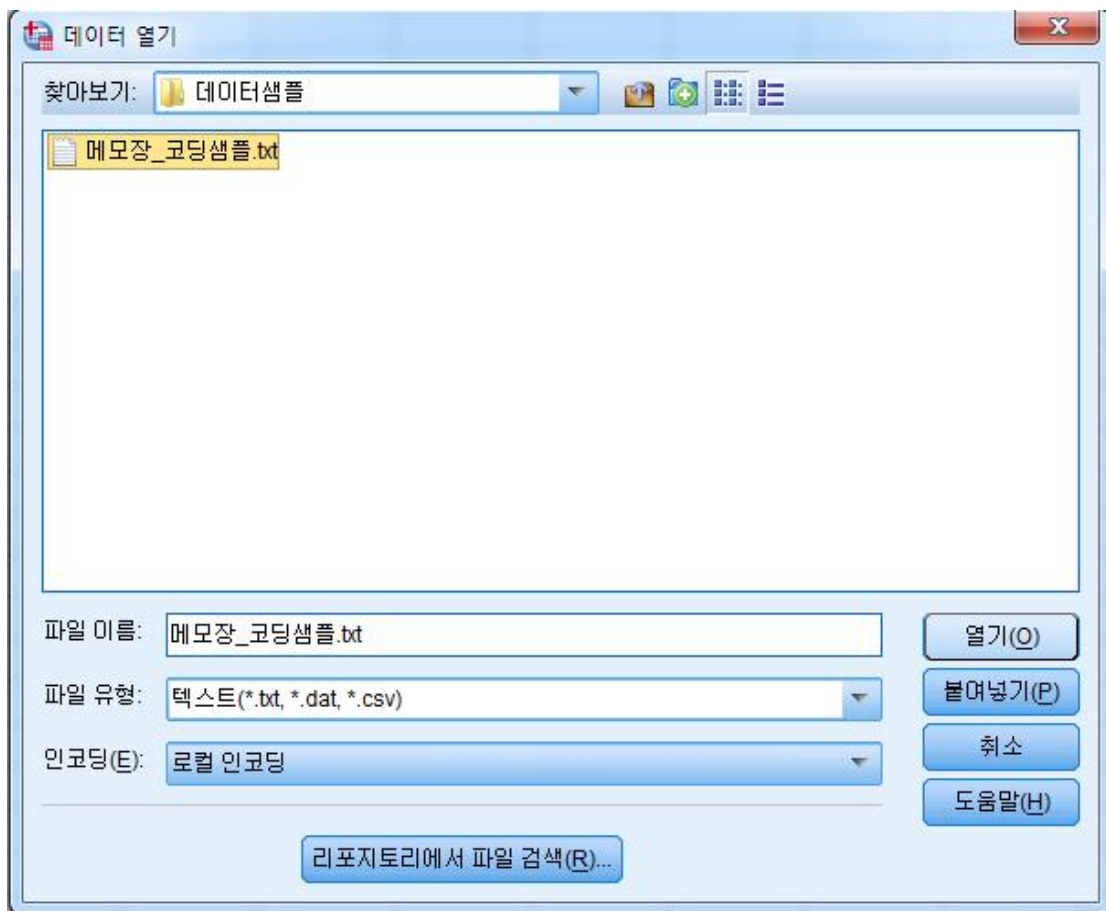 데이터 열기
찾아보기: 데이터샘플
메모장_코딩샘플.txt
파일 이름: 메모장_코딩샘플.txt
열기(O)
파일 유형: 텍스트(*.txt, *.dat, *.csv)
붙여넣기(P)
인코딩(E): 로컬 인코딩
취소
도움말(H)
리포지토리에서 파일 검색(R)...